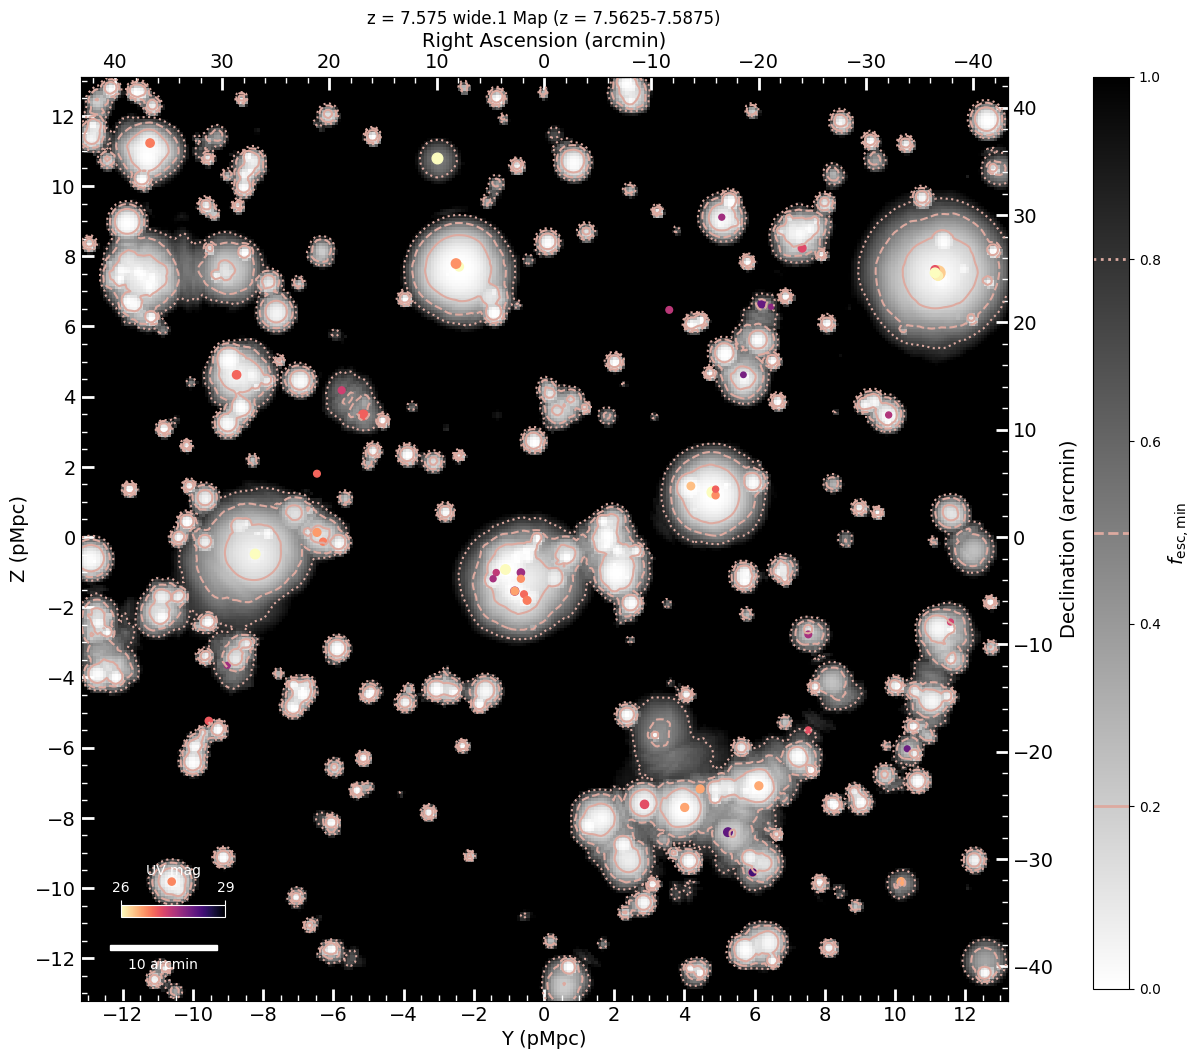 z = 7.575 wide.1 Map (z = 7.5625-7.5875)
Right Ascension (arcmin)
40 30 20 10 0 −10 −20 −30 −40
12
10
8
6
4
2
0
−2
−4
−6
−8
−10
−12
Z (pMpc)
40
30
20
10
0
−10
−20
−30
−40
Declination (arcmin)
UV mag
26 29
10 arcmin
−12 −10 −8 −6 −4 −2 0 2 4 6 8 10 12
Y (pMpc)
1.0
0.8
0.6
0.4
0.2
0.0
fesc,min